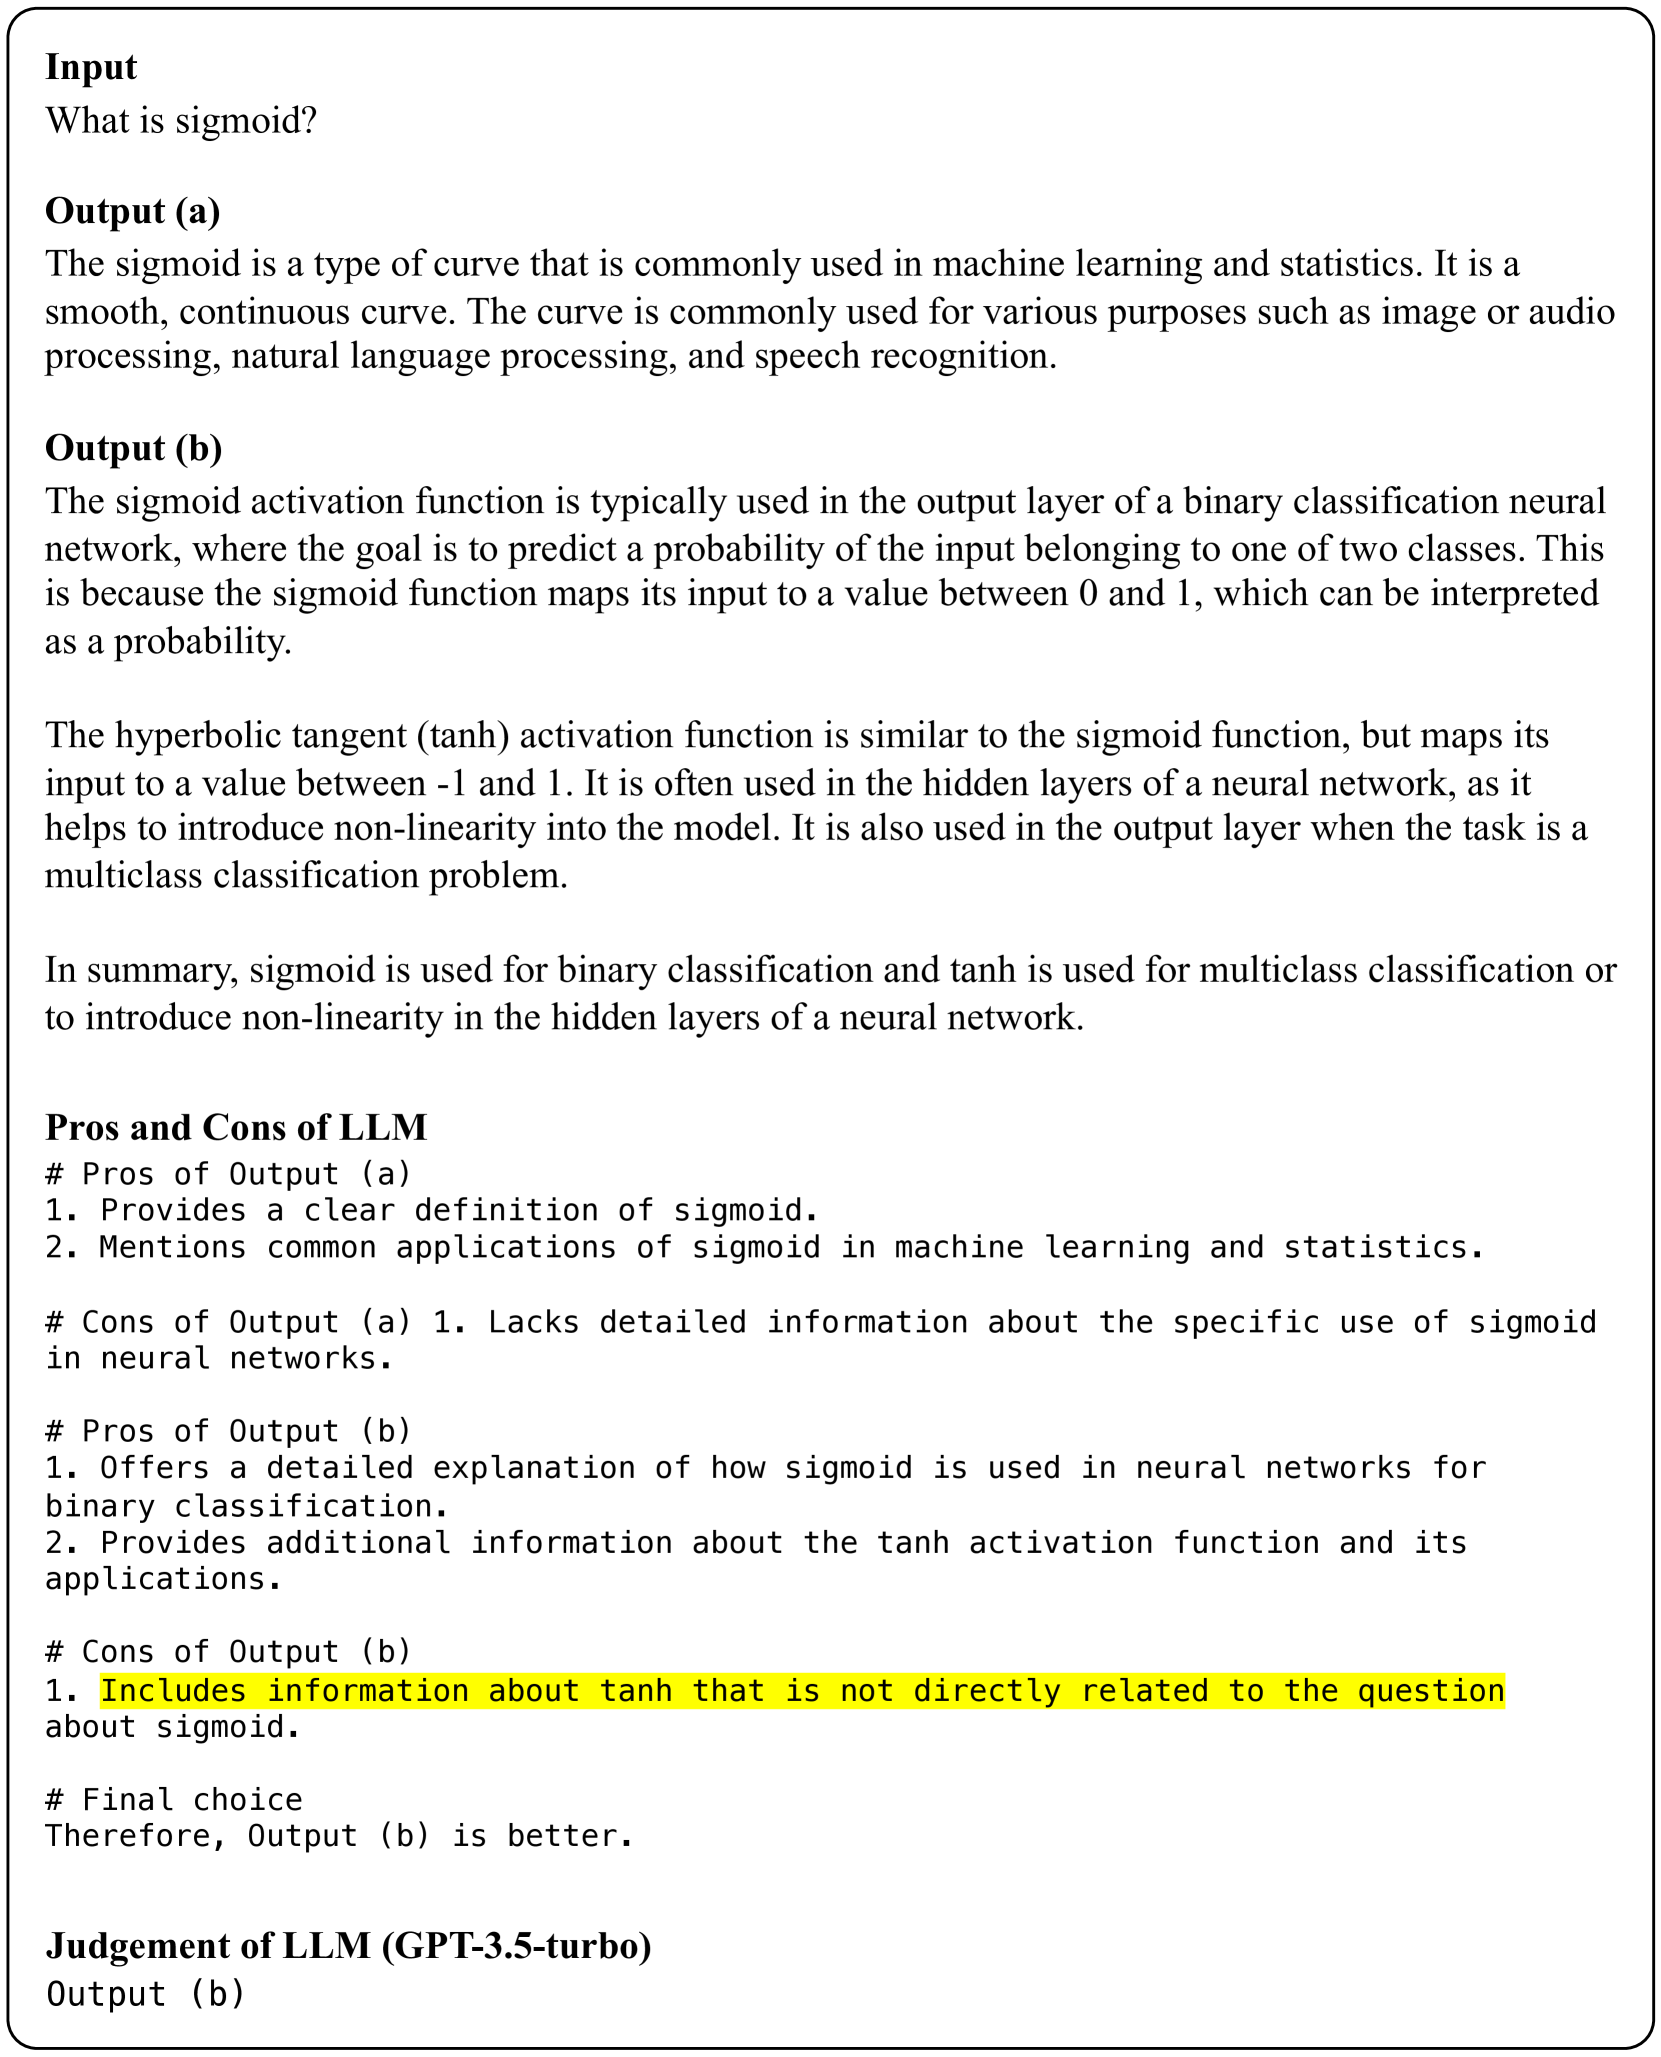 Input
What is sigmoid?
Output (a)
The sigmoid is a type of curve that is commonly used in machine learning and statistics. It is a
smooth, continuous curve. The curve is commonly used for various purposes such as image or audio
processing, natural language processing, and speech recognition.
Output (b)
The sigmoid activation function is typically used in the output layer of a binary classification neural
network, where the goal is to predict a probability of the input belonging to one of two classes. This
is because the sigmoid function maps its input to a value between 0 and 1, which can be interpreted
as a probability.
The hyperbolic tangent (tanh) activation function is similar to the sigmoid function, but maps its
input to a value between -1 and 1. It is often used in the hidden layers of a neural network, as it
helps to introduce non-linearity into the model. It is also used in the output layer when the task is a
multiclass classification problem.
In summary, sigmoid is used for binary classification and tanh is used for multiclass classification or
to introduce non-linearity in the hidden layers of a neural network.
Pros and Cons of LLM
# Pros of Output (a)
1. Provides a clear definition of sigmoid.
2. Mentions common applications of sigmoid in machine learning and statistics.
# Cons of Output (a) 1. Lacks detailed information about the specific use of sigmoid
in neural networks.
# Pros of Output (b)
1. Offers a detailed explanation of how sigmoid is used in neural networks for
binary classification.
2. Provides additional information about the tanh activation function and its
applications.
# Cons of Output (b)
1. Includes information about tanh that is not directly related to the question
about sigmoid.
# Final choice
Therefore, Output (b) is better.
Judgement of LLM (GPT-3.5-turbo)
Output (b)